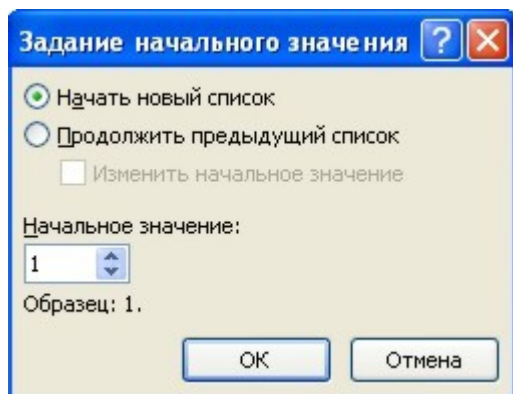 Задание начального значения
Начать новый список
Продолжить предыдущий список
Изменить начальное значение
Начальное значение:
1
Образец: 1.
ОК Отмена